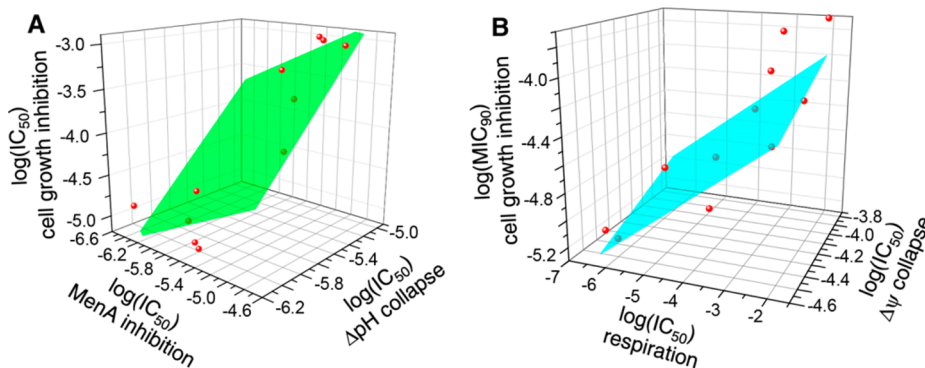 A
log(IC50)
cell growth inhibition
-3.0
-3.5
-4.0
-4.5
-5.0
-6.6
-6.2
-5.8
-5.4
-5.0
-4.6
log(IC50)
MenA inhibition
-6.2
-5.8
-5.0
log(IC50)
ΔpH collapse
B
log(MIC90)
cell growth inhibition
-4.0
-4.4
-4.8
-5.2
-7
-6
-5
-4
-3
-2
log(IC50)
respiration
-4.6
-4.4
-4.2
-4.0
-3.8
log(IC50)
Δψ collapse